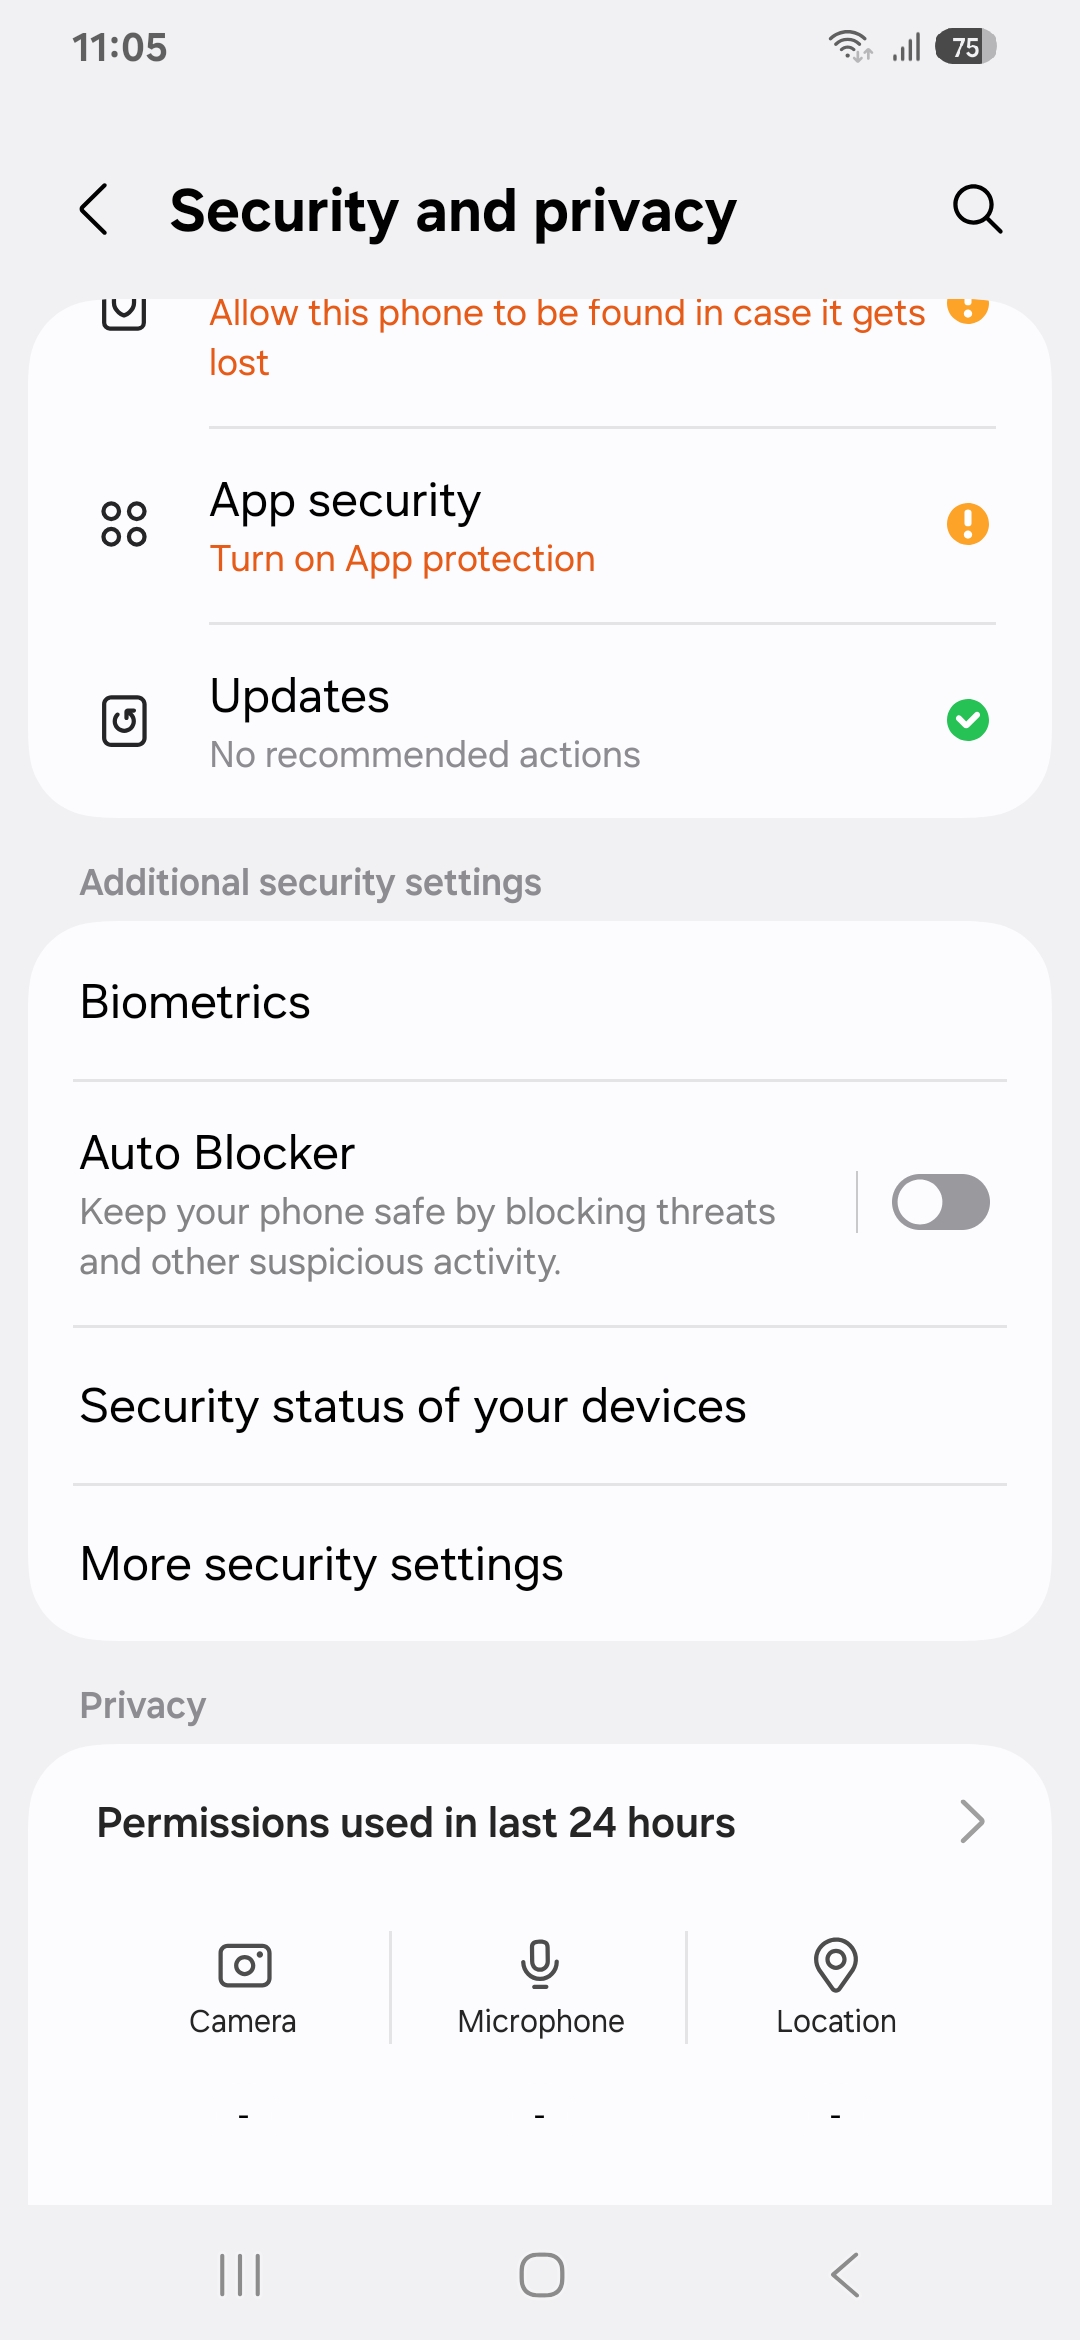 11:05
75
Security and privacy
Allow this phone to be found in case it gets
lost
App security
Turn on App protection
Updates
No recommended actions
Additional security settings
Biometrics
Auto Blocker
Keep your phone safe by blocking threats
and other suspicious activity.
Security status of your devices
More security settings
Privacy
Permissions used in last 24 hours
Camera
Microphone
Location
-
-
-